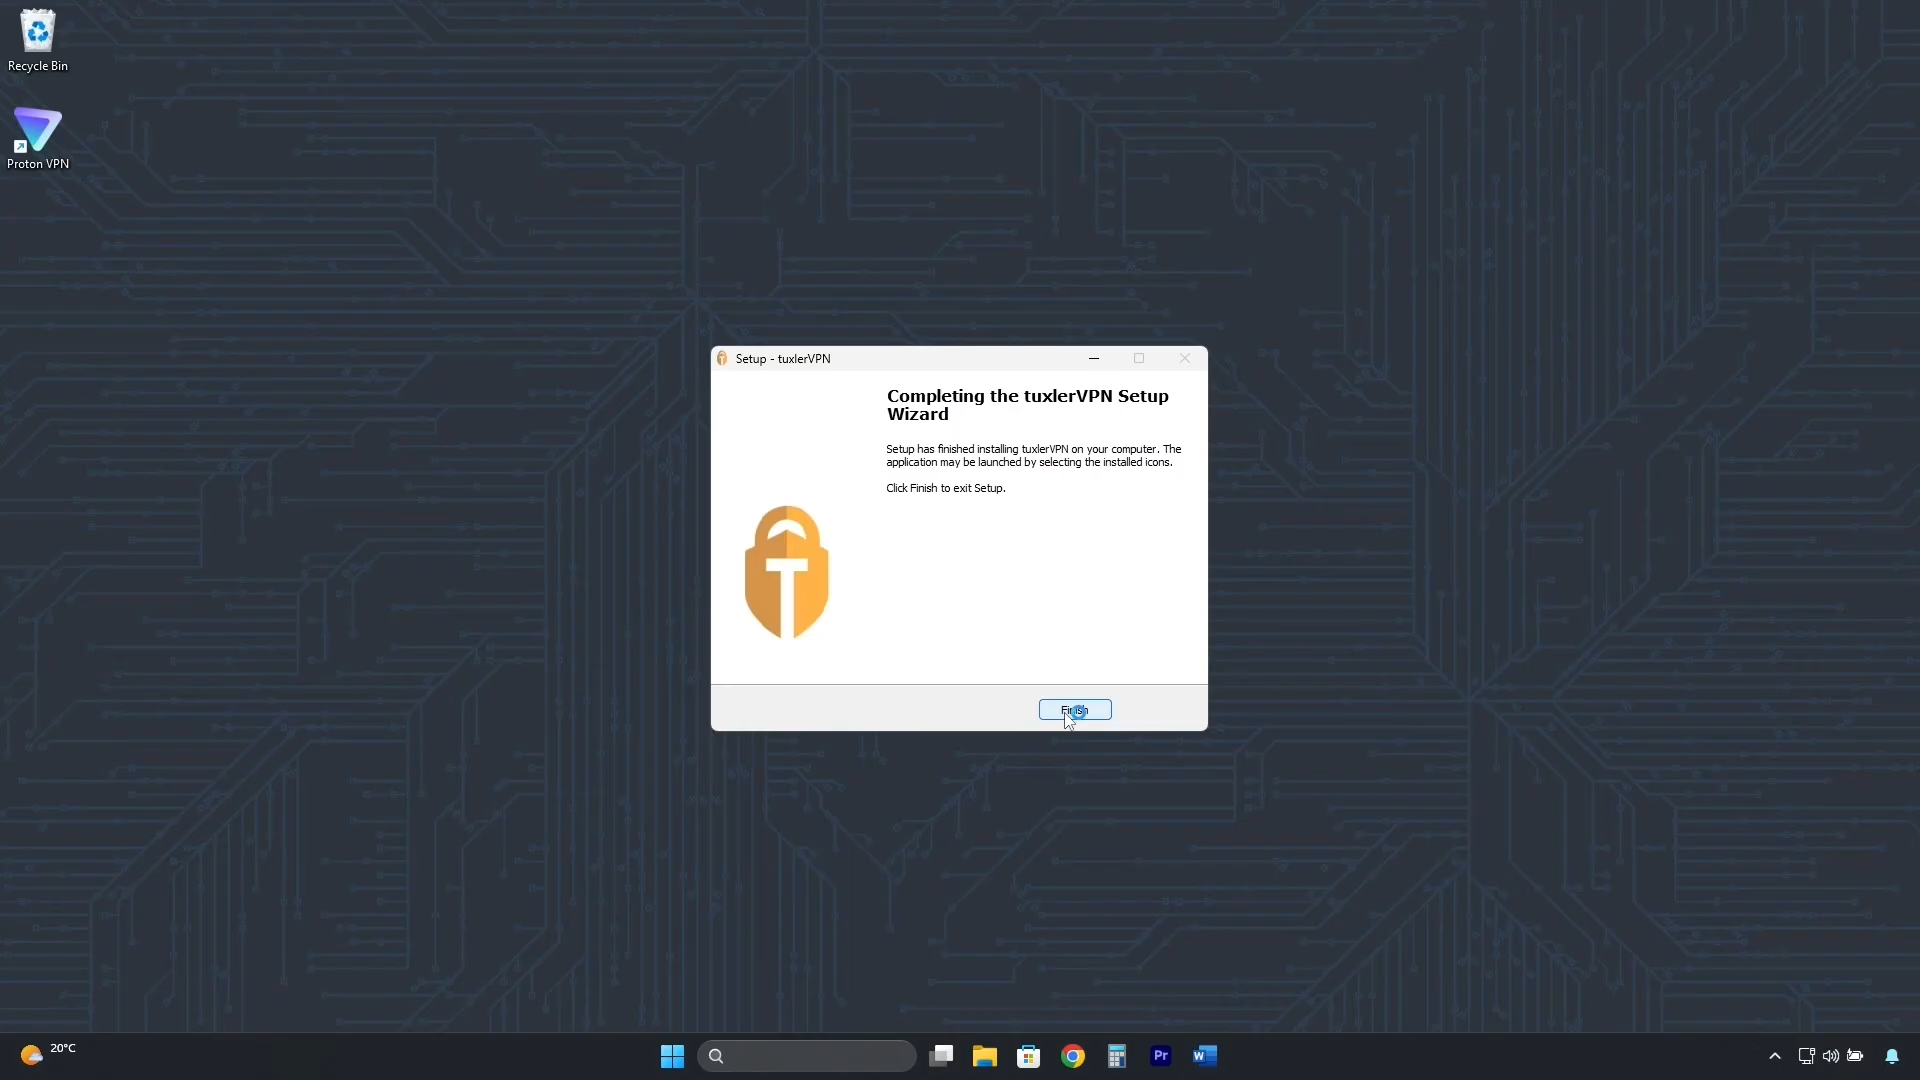 Recycle Bin
Proton VPN
Setup - tuxlerVPN
Completing the tuxlerVPN Setup
Wizard
Setup has finished installing tuxlerVPN on your computer. The
application may be launched by selecting the installed icons.
Click Finish to exit Setup.
T
Finish
20°C
Pr
W